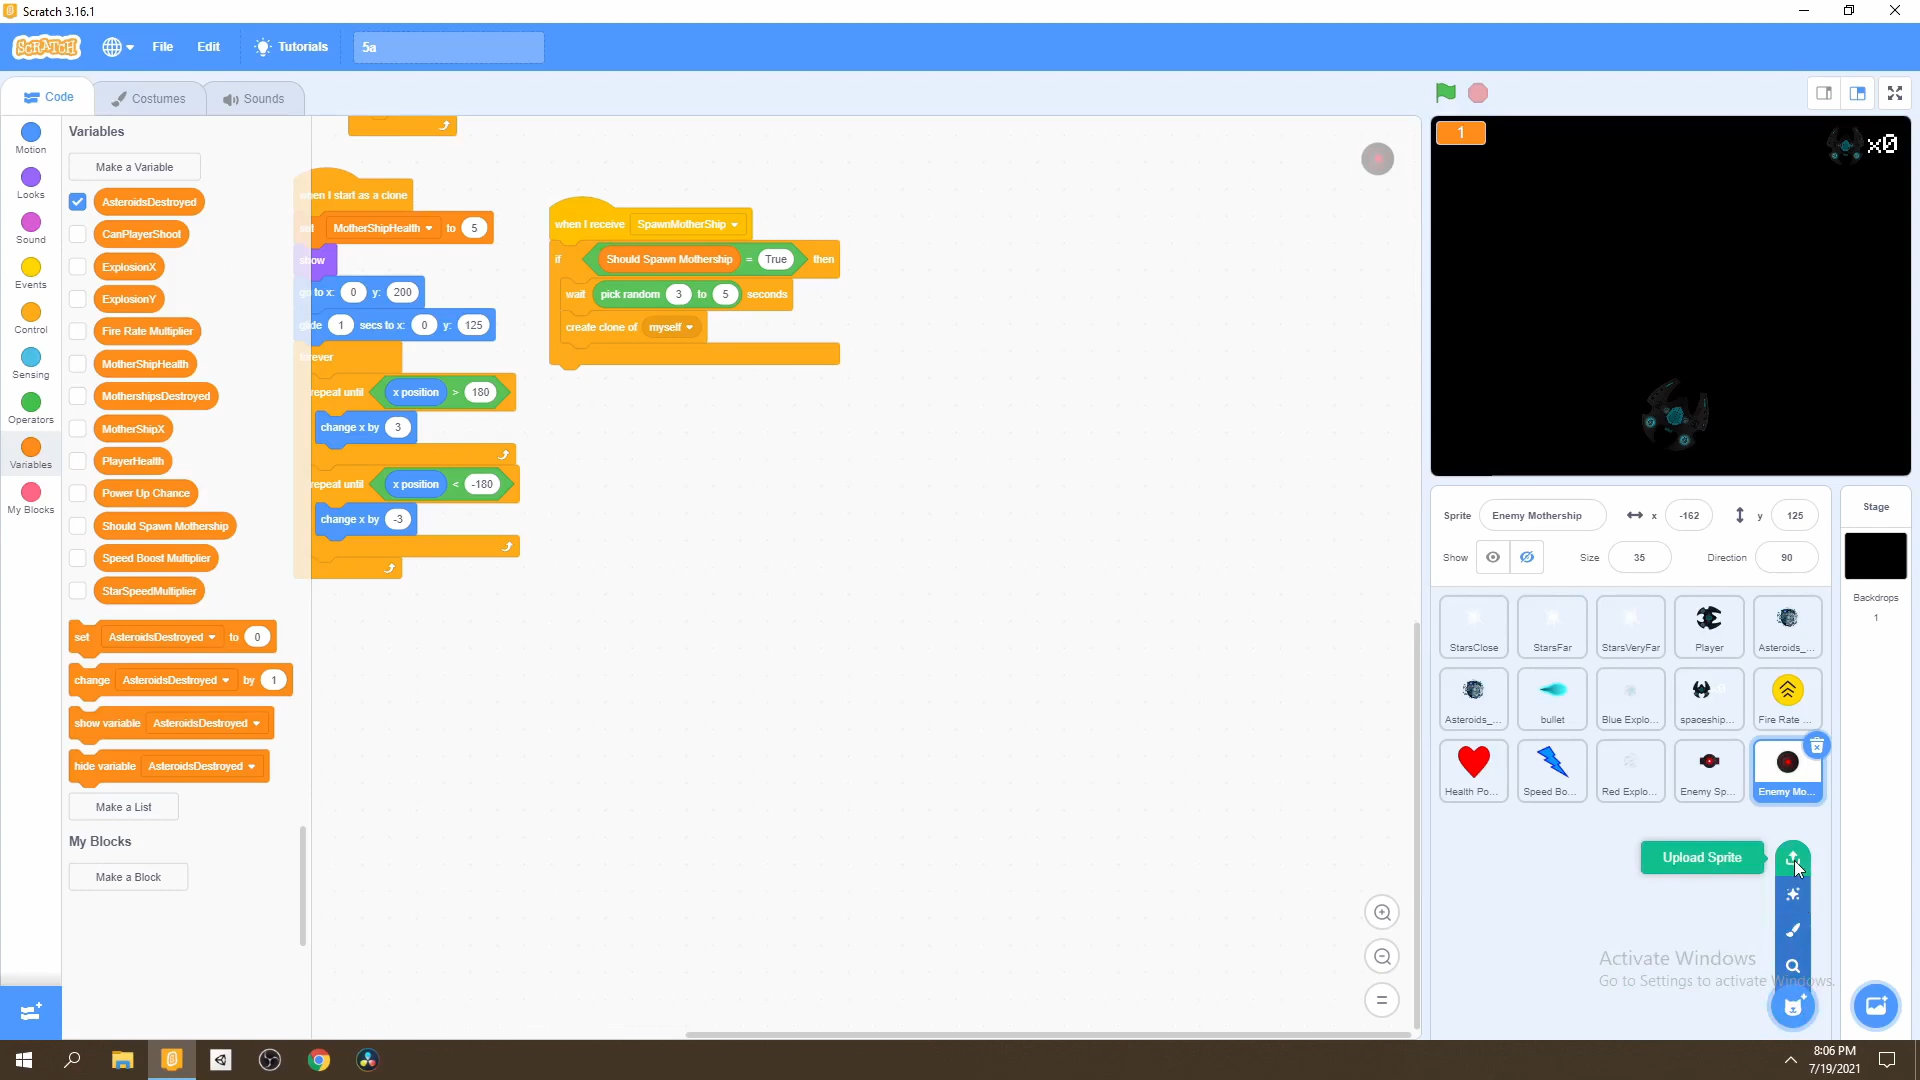 Scratch 3.16.1
SCRATCH
File
Edit
Tutorials
5a
Code
Costumes
Sounds
Motion
Looks
Sound
Events
Control
Sensing
Operators
Variables
My Blocks
Variables
Make a Variable
AsteroidsDestroyed
CanPlayerShoot
ExplosionX
ExplosionY
Fire Rate Multiplier
MotherShipHealth
MothershipsDestroyed
MotherShipX
PlayerHealth
Power Up Chance
Should Spawn Mothership
Speed Boost Multiplier
StarSpeedMultiplier
set AsteroidsDestroyed to 0
change AsteroidsDestroyed by 1
show variable AsteroidsDestroyed
hide variable AsteroidsDestroyed
Make a List
My Blocks
Make a Block
when I start as a clone
set MotherShipHealth to 5
show
go to x: 0 y: 200
glide 1 secs to x: 0 y: 125
forever
repeat until x position > 180
change x by 3
repeat until x position < -180
change x by -3
when I receive SpawnMotherShip
if Should Spawn Mothership = True then
wait pick random 3 to 5 seconds
create clone of myself
1
x0
Sprite Enemy Mothership x -162 y 125
Show Size 35 Direction 90
StarsClose StarsFar StarsVeryFar Player Asteroids_...
Asteroids_... bullet Blue Explo... spaceship... Fire Rate ...
Health Po... Speed Bo... Red Explo... Enemy Sp... Enemy Mo...
Upload Sprite
Stage
Backdrops
1
Activate Windows
Go to Settings to activate Windows.
8:06 PM
7/19/2021